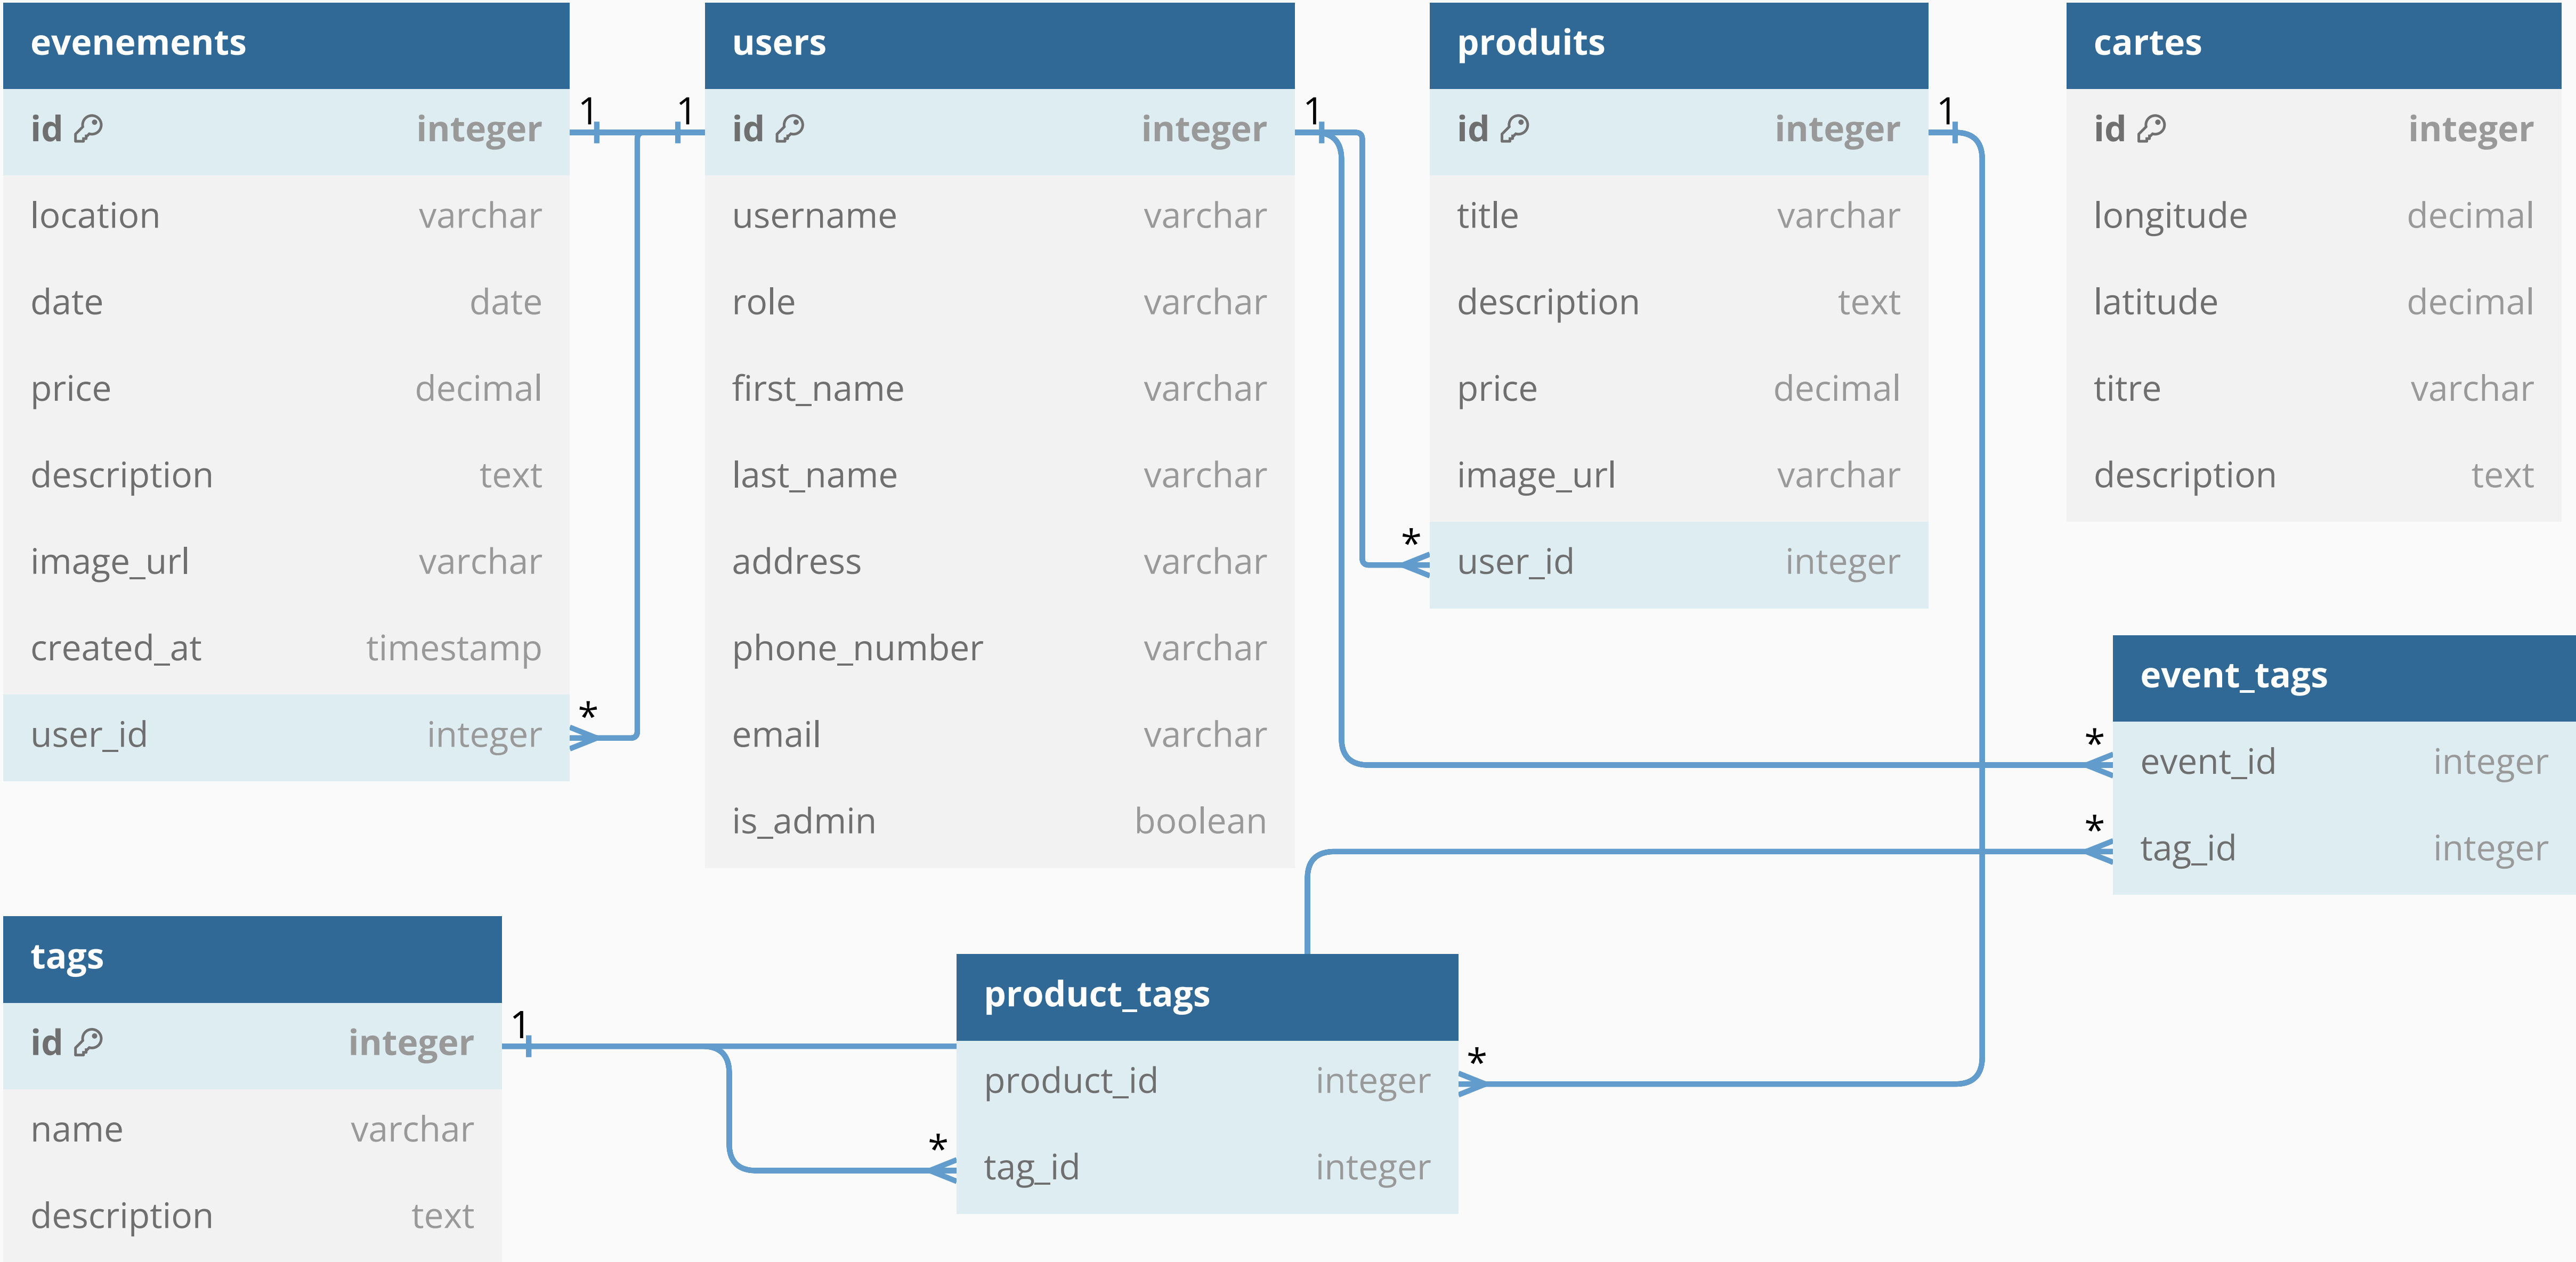 evenements
id integer
location varchar
date date
price decimal
description text
image_url varchar
created_at timestamp
user_id integer
1
*
users
1
id integer
username varchar
role varchar
first_name varchar
last_name varchar
address varchar
phone_number varchar
email varchar
is_admin boolean
1
produits
id integer
title varchar
description text
price decimal
image_url varchar
* user_id integer
1
cartes
id integer
longitude decimal
latitude decimal
titre varchar
description text
event_tags
* event_id integer
* tag_id integer
tags
id integer
name varchar
description text
1
product_tags
product_id integer *
* tag_id integer